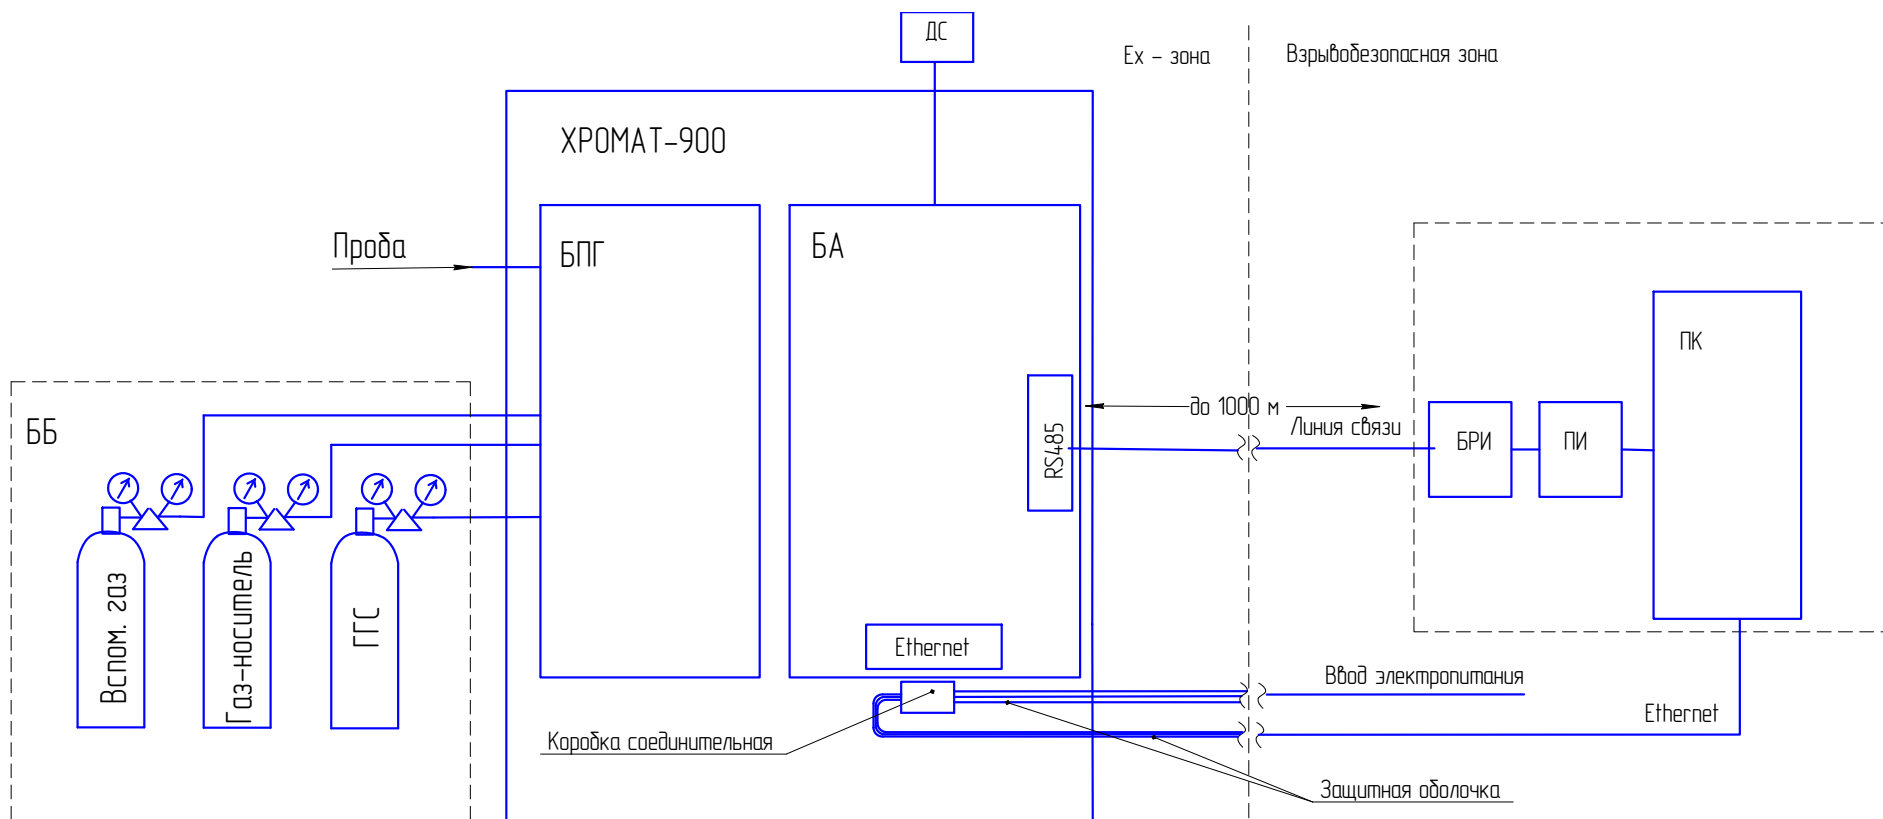 ДС
Ex – зона
Взрывобезопасная зона
ХРОМАТ-900
Проба
БПГ
БА
ПК
ББ
до 1000 м
Линия связи
RS485
БРИ
ПИ
Вспом. газ
Газ-носитель
ГГС
Ethernet
Ввод электропитания
Ethernet
Коробка соединительная
Защитная оболочка